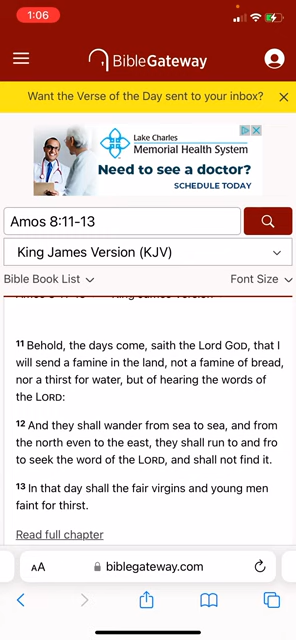 1:06
BibleGateway
Want the Verse of the Day sent to your inbox?
Lake Charles
Memorial Health System
Need to see a doctor?
SCHEDULE TODAY
Amos 8:11-13
King James Version (KJV)
Bible Book List
Font Size
11 Behold, the days come, saith the Lord GOD, that I
will send a famine in the land, not a famine of bread,
nor a thirst for water, but of hearing the words of
the LORD:
12 And they shall wander from sea to sea, and from
the north even to the east, they shall run to and fro
to seek the word of the LORD, and shall not find it.
13 In that day shall the fair virgins and young men
faint for thirst.
Read full chapter
AA
biblegateway.com